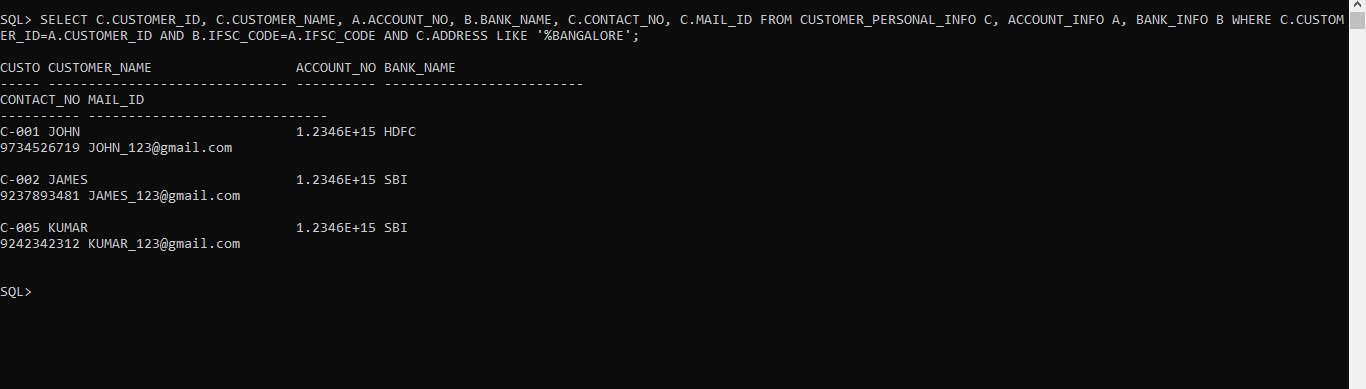 SQL> SELECT C.CUSTOMER_ID, C.CUSTOMER_NAME, A.ACCOUNT_NO, B.BANK_NAME, C.CONTACT_NO, C.MAIL_ID FROM CUSTOMER_PERSONAL_INFO C, ACCOUNT_INFO A, BANK_INFO B WHERE C.CUSTOM
ER_ID=A.CUSTOMER_ID AND B.IFSC_CODE=A.IFSC_CODE AND C.ADDRESS LIKE '%BANGALORE';
CUSTO CUSTOMER_NAME                  ACCOUNT_NO BANK_NAME
----- ------------------------------ ---------- -------------------------
CONTACT_NO MAIL_ID
---------- ------------------------------
C-001 JOHN                           1.2346E+15 HDFC
9734526719 JOHN_123@gmail.com
C-002 JAMES                          1.2346E+15 SBI
9237893481 JAMES_123@gmail.com
C-005 KUMAR                          1.2346E+15 SBI
9242342312 KUMAR_123@gmail.com
SQL>